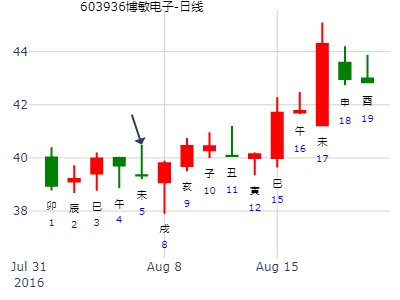 603936博敏电子-日线
44
42
40
38
卯
1
辰
2
巳
3
午
4
未
5
戌
8
亥
9
子
10
丑
11
寅
12
巳
15
午
16
未
17
申
18
酉
19
Jul 31
2016
Aug 8
Aug 15